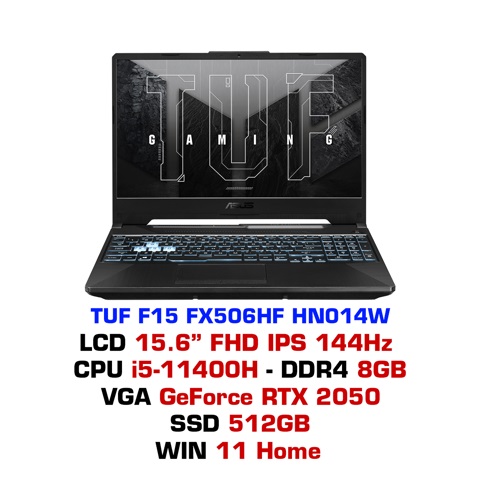 TUF
GAMING
ASUS
TUF F15 FX506HF HN014W
LCD 15.6” FHD IPS 144Hz
CPU i5-11400H - DDR4 8GB
VGA GeForce RTX 2050
SSD 512GB
WIN 11 Home